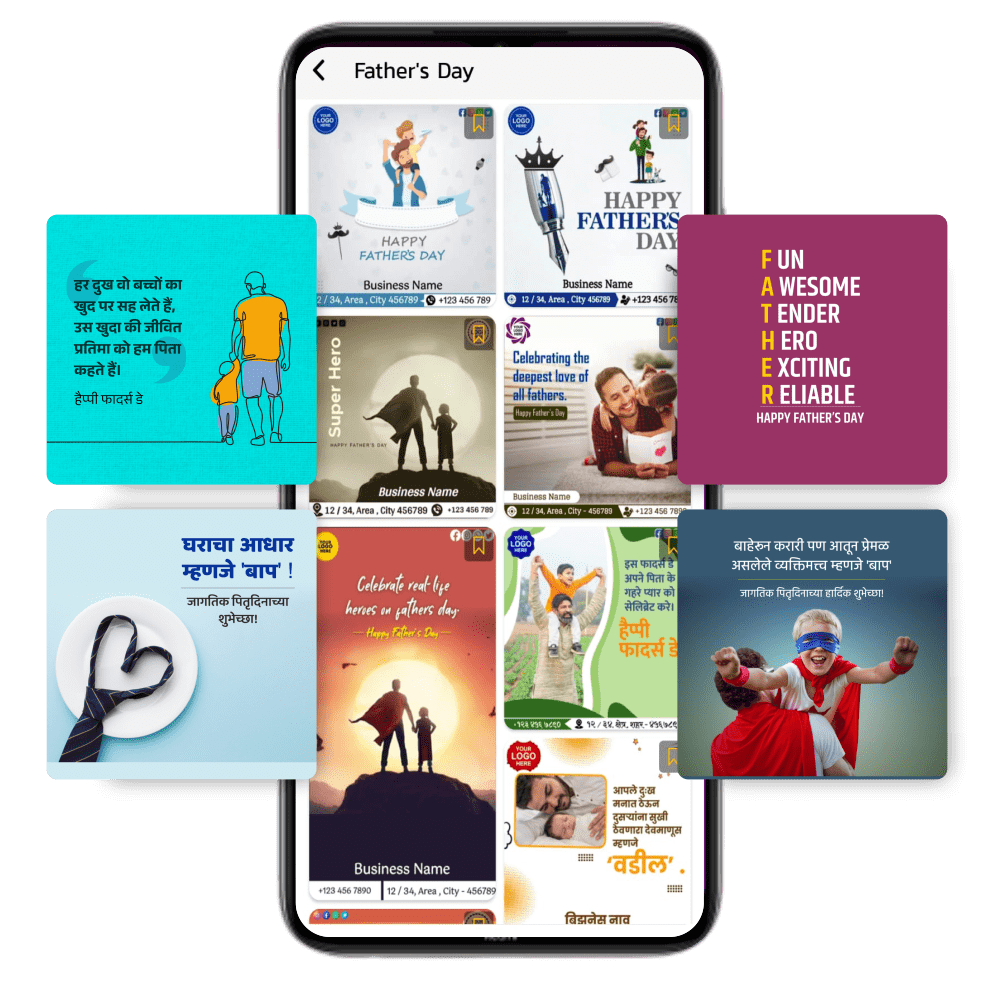 Father's Day
YOUR
LOGO
HERE
HAPPY
FATHER'S DAY
Business Name
12 / 34, Area , City 456789
+123 456 789
YOUR
LOGO
HERE
HAPPY
FATHER'S
DAY
Business Name
12 / 34, Area , City - 456789
+123 456 78
हर दुख वो बच्चों का
खुद पर सह लेते हैं,
उस खुदा की जीवित
प्रतिमा को हम पिता
कहते हैं।
हैप्पी फादर्स डे
Super Hero
HAPPY FATHER'S DAY
Business Name
12 / 34, Area , City - 456789
+123 456 789
YOUR LOGO
HERE
Celebrating the
deepest love of
all fathers.
Happy Father's Day
Business Name
12 / 34, Area , City - 456789
+123 456 789
F UN
A WESOME
T ENDER
H ERO
E XCITING
R ELIABLE
HAPPY FATHER'S DAY
घराचा आधार
म्हणजे 'बाप' !
जागतिक पितृदिनाच्या
शुभेच्छा!
YOUR
LOGO
HERE
Celebrate real-life
heroes on fathers day
Happy Father's Day
Business Name
+123 456 7890
12 / 34, Area , City - 456789
YOUR
LOGO
HERE
इस फादर्स डे
अपने पिता के
गहरे प्यार को
सेलिब्रेट करे।
हैप्पी
फादर्स डे
+१२३ ४५६ ७८९०
१२ / ३४, क्षेत्र, शहर - ४५६७८९
बाहेरून करारी पण आतून प्रेमळ
असलेले व्यक्तिमत्त्व म्हणजे 'बाप'
जागतिक पितृदिनाच्या हार्दिक शुभेच्छा!
YOUR
LOGO
HERE
आपले दुःख
मनात ठेऊन
दुसऱ्यांना सुखी
ठेवणारा देवमाणूस
म्हणजे
'वडील' .
बिझनेस नाव